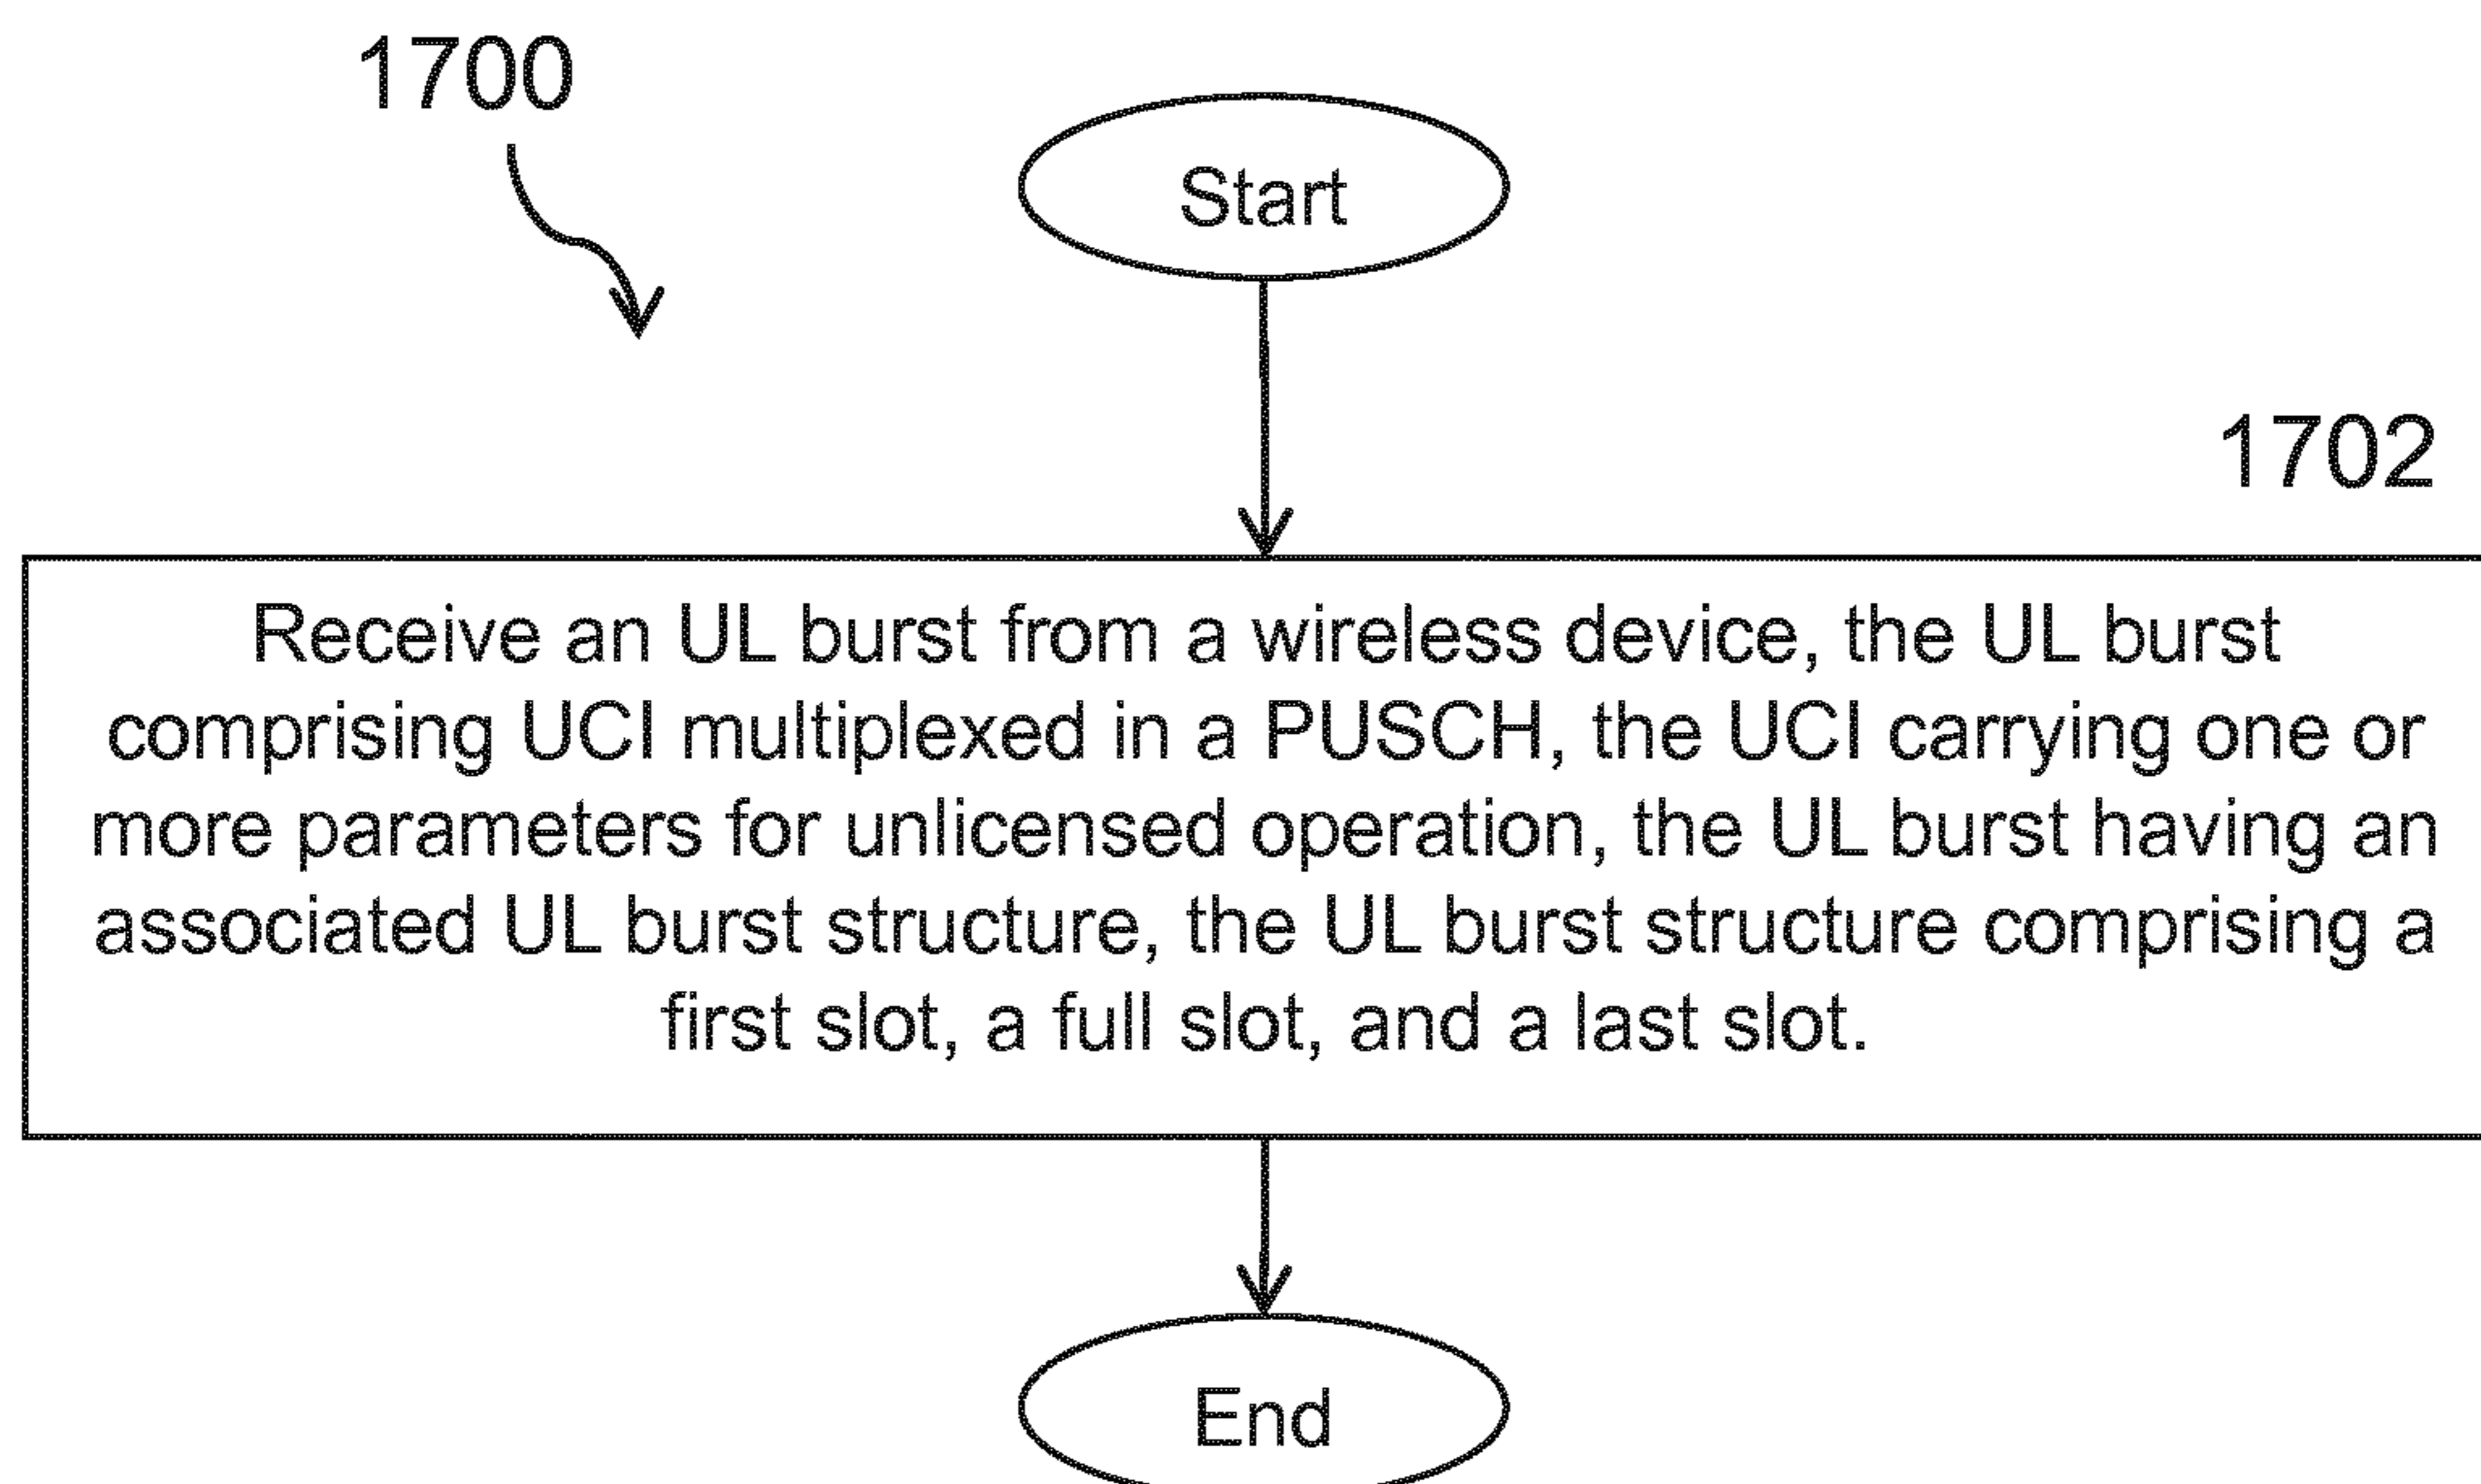 1700
Start
1702
Receive an UL burst from a wireless device, the UL burst
comprising UCI multiplexed in a PUSCH, the UCI carrying one or
more parameters for unlicensed operation, the UL burst having an
associated UL burst structure, the UL burst structure comprising a
first slot, a full slot, and a last slot.
End